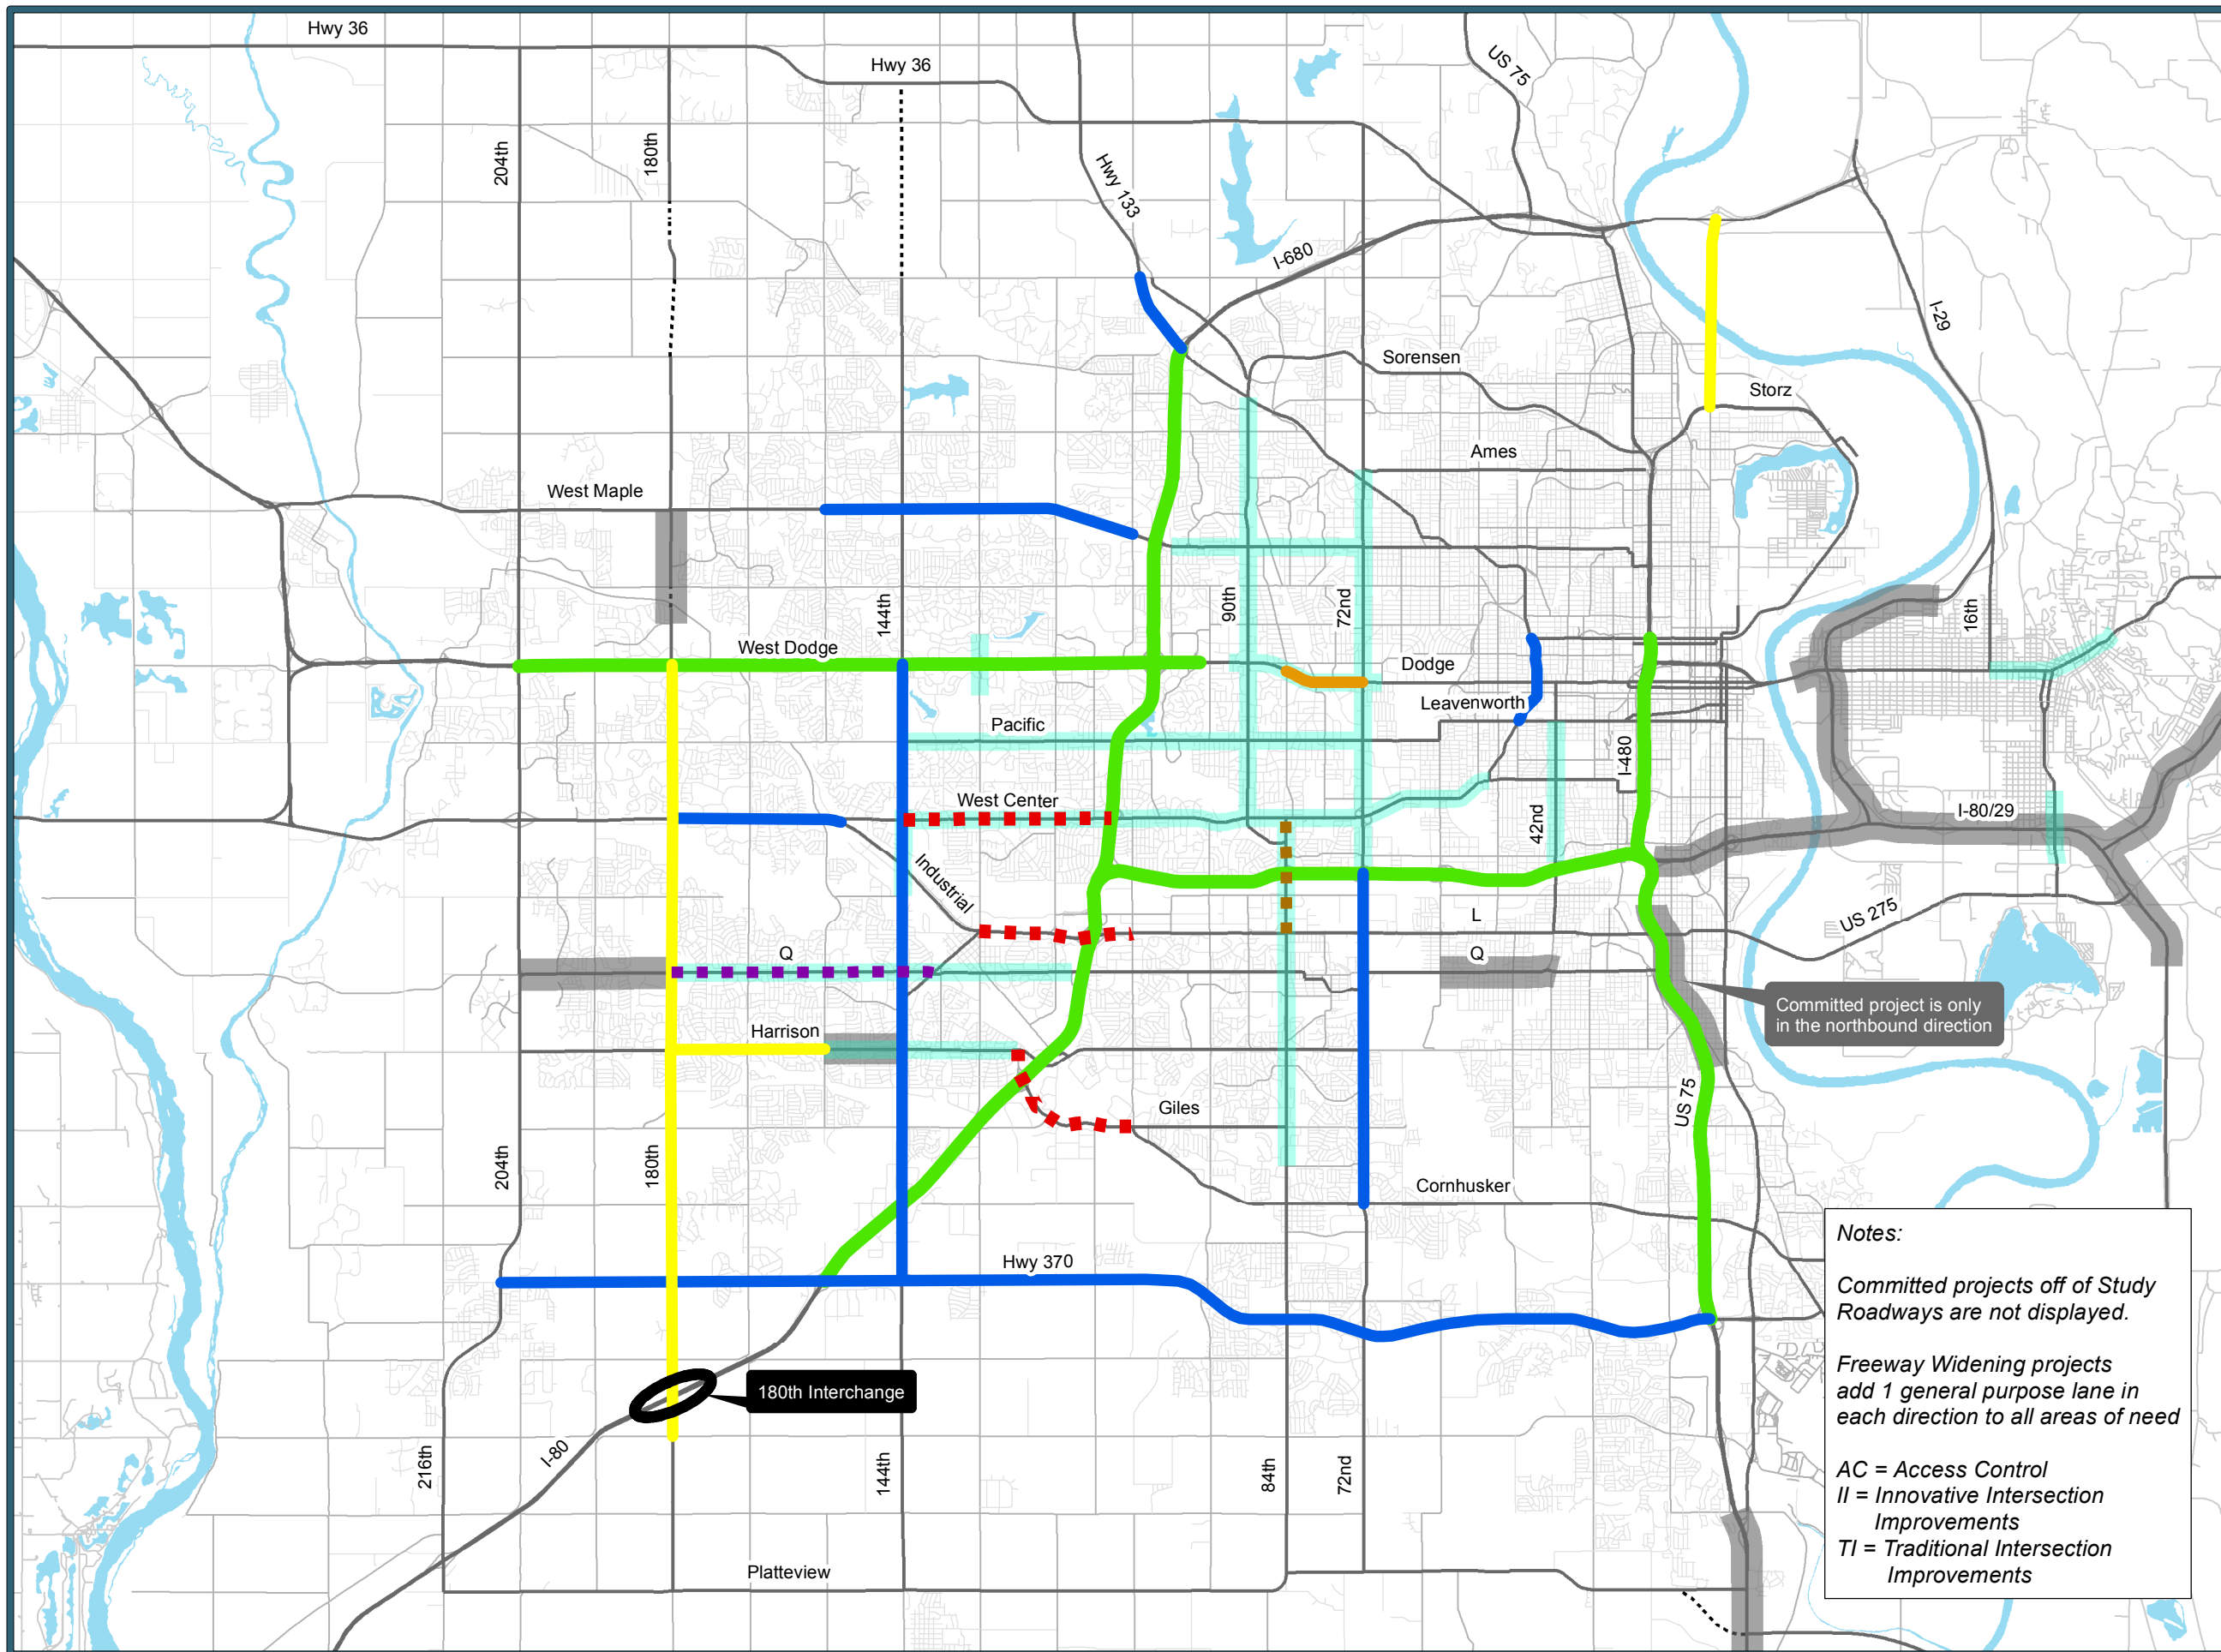 Hwy 36
Hwy 36
US 75
204th
180th
Hwy 133
I-680
I-29
Sorensen
Storz
Ames
West Maple
144th
90th
72nd
16th
West Dodge
Dodge
Leavenworth
Pacific
I-480
West Center
42nd
I-80/29
Industrial
L
US 275
Q
Q
Committed project is only
in the northbound direction
Harrison
Giles
US 75
204th
180th
Cornhusker
Hwy 370
180th Interchange
I-80
216th
144th
84th
72nd
Platteview
Notes:
Committed projects off of Study
Roadways are not displayed.
Freeway Widening projects
add 1 general purpose lane in
each direction to all areas of need
AC = Access Control
II = Innovative Intersection
Improvements
TI = Traditional Intersection
Improvements